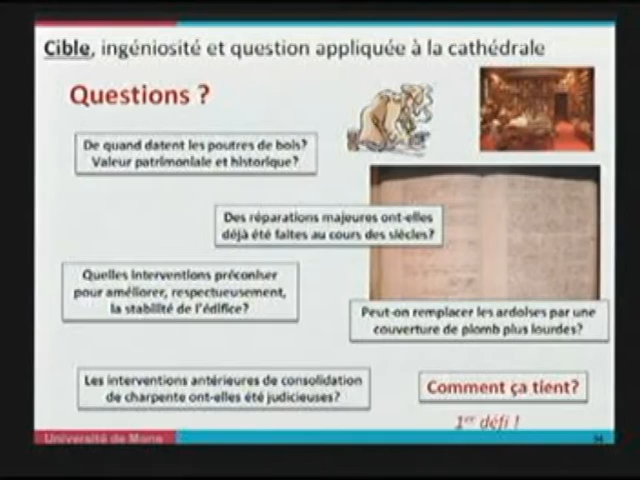 Cible, ingéniosité et question appliquée à la cathédrale
Questions ?
De quand datent les poutres de bois?
Valeur patrimoniale et historique?
Des réparations majeures ont-elles
déjà été faites au cours des siècles?
Quelles interventions préconiser
pour améliorer, respectueusement,
la stabilité de l'édifice?
Peut-on remplacer les ardoises par une
couverture de plomb plus lourdes?
Les interventions antérieures de consolidation
de charpente ont-elles été judicieuses?
Comment ça tient?
1er défi !
Université de Mons